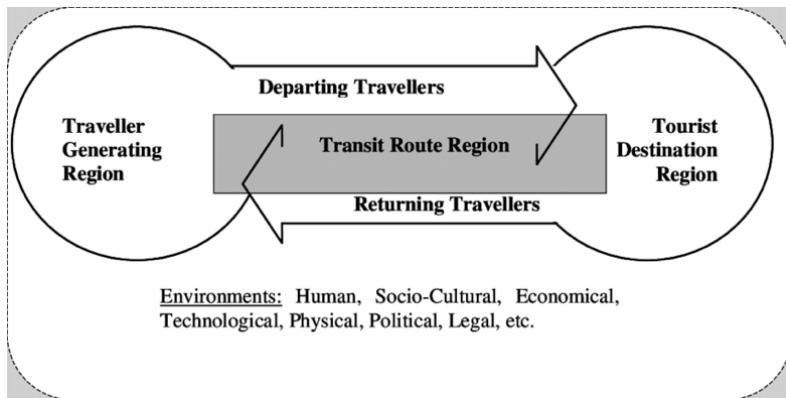 Departing Travellers
Traveller
Generating
Region
Transit Route Region
Tourist
Destination
Region
Returning Travellers
Environments: Human, Socio-Cultural, Economical,
Technological, Physical, Political, Legal, etc.